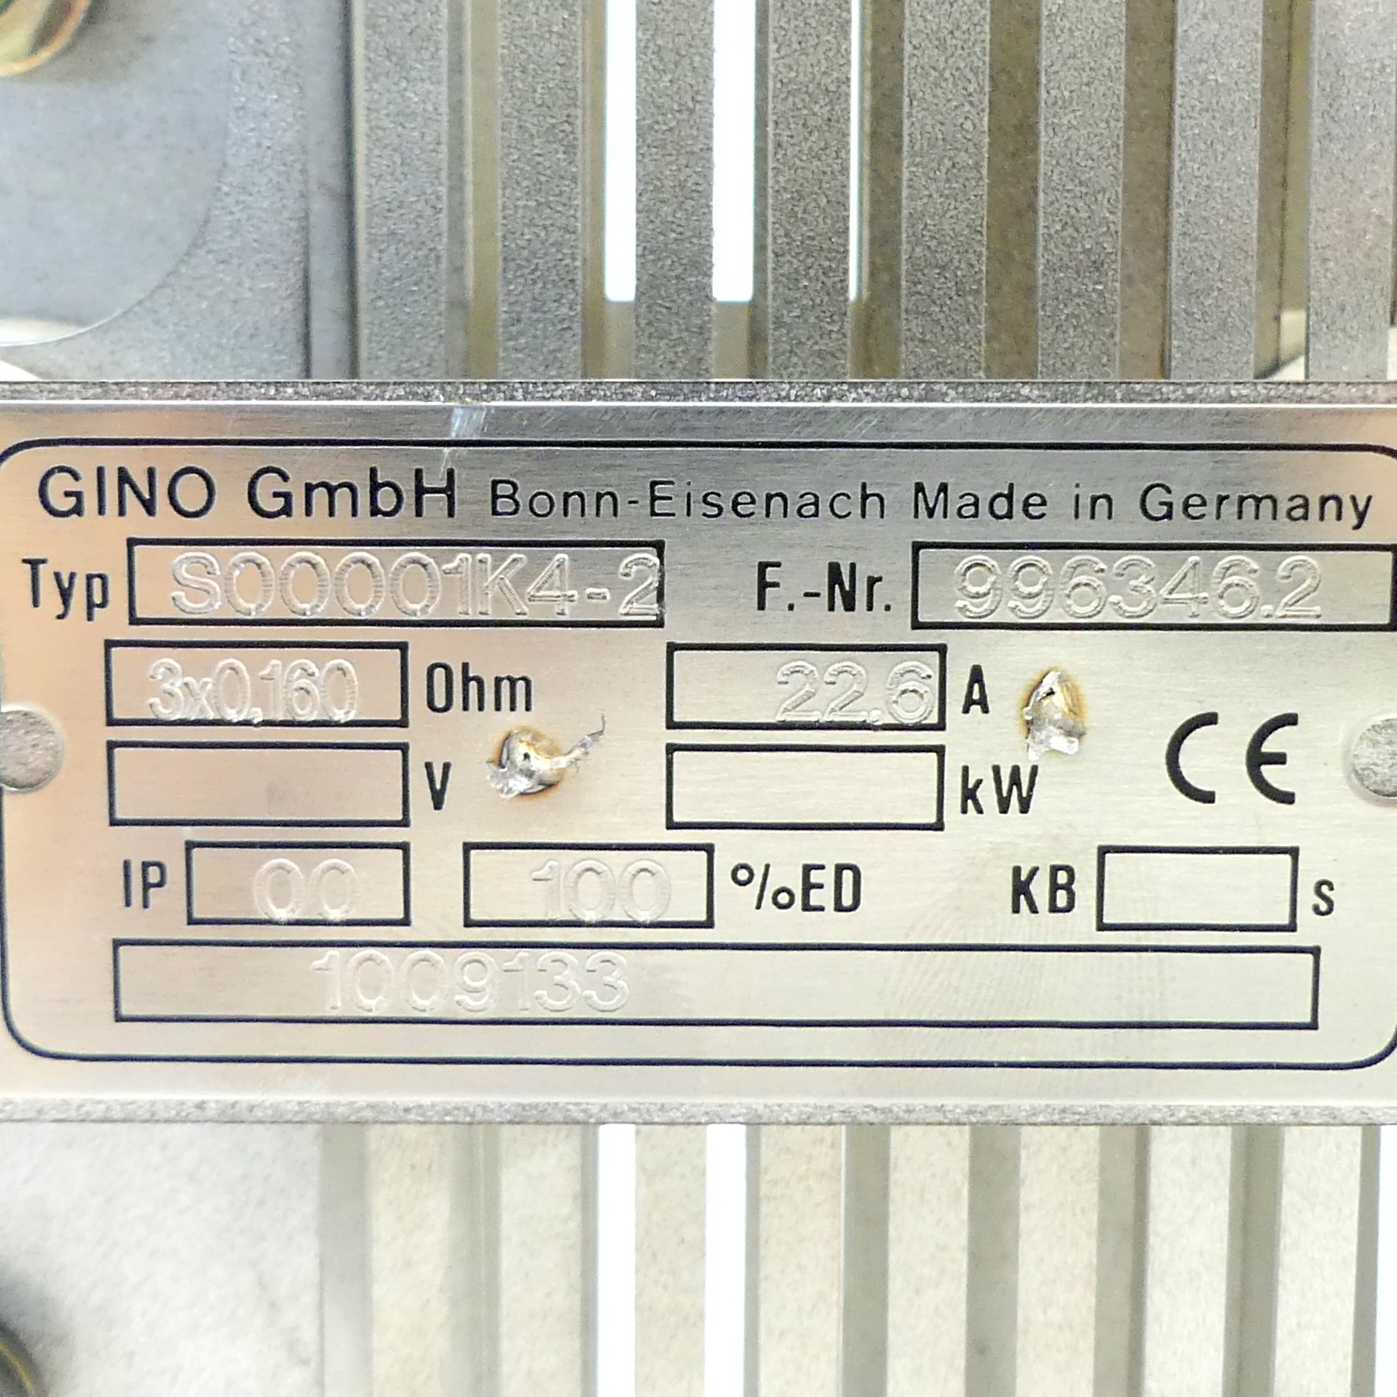 GINO GmbH Bonn-Eisenach Made in Germany
Typ S00001K4-2 F.-Nr. 996346.2
3x0,160 Ohm 22,6 A
V kW CE
IP 00 100 %ED KB s
1009133